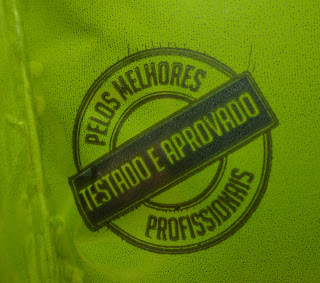 PELOS MELHORES
TESTADO E APROVADO
PROFISSIONAIS